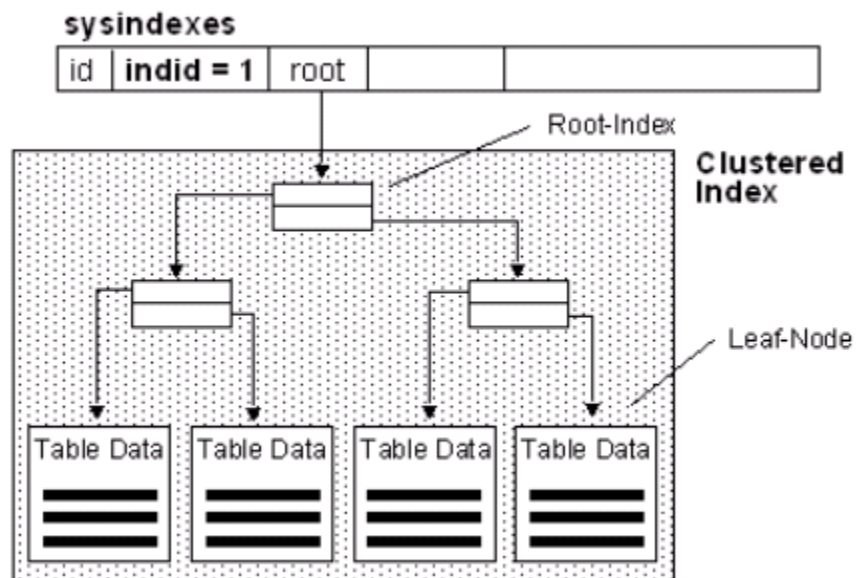 sysindexes
id indid = 1 root
Root-Index
Clustered
Index
Leaf-Node
Table Data Table Data Table Data Table Data